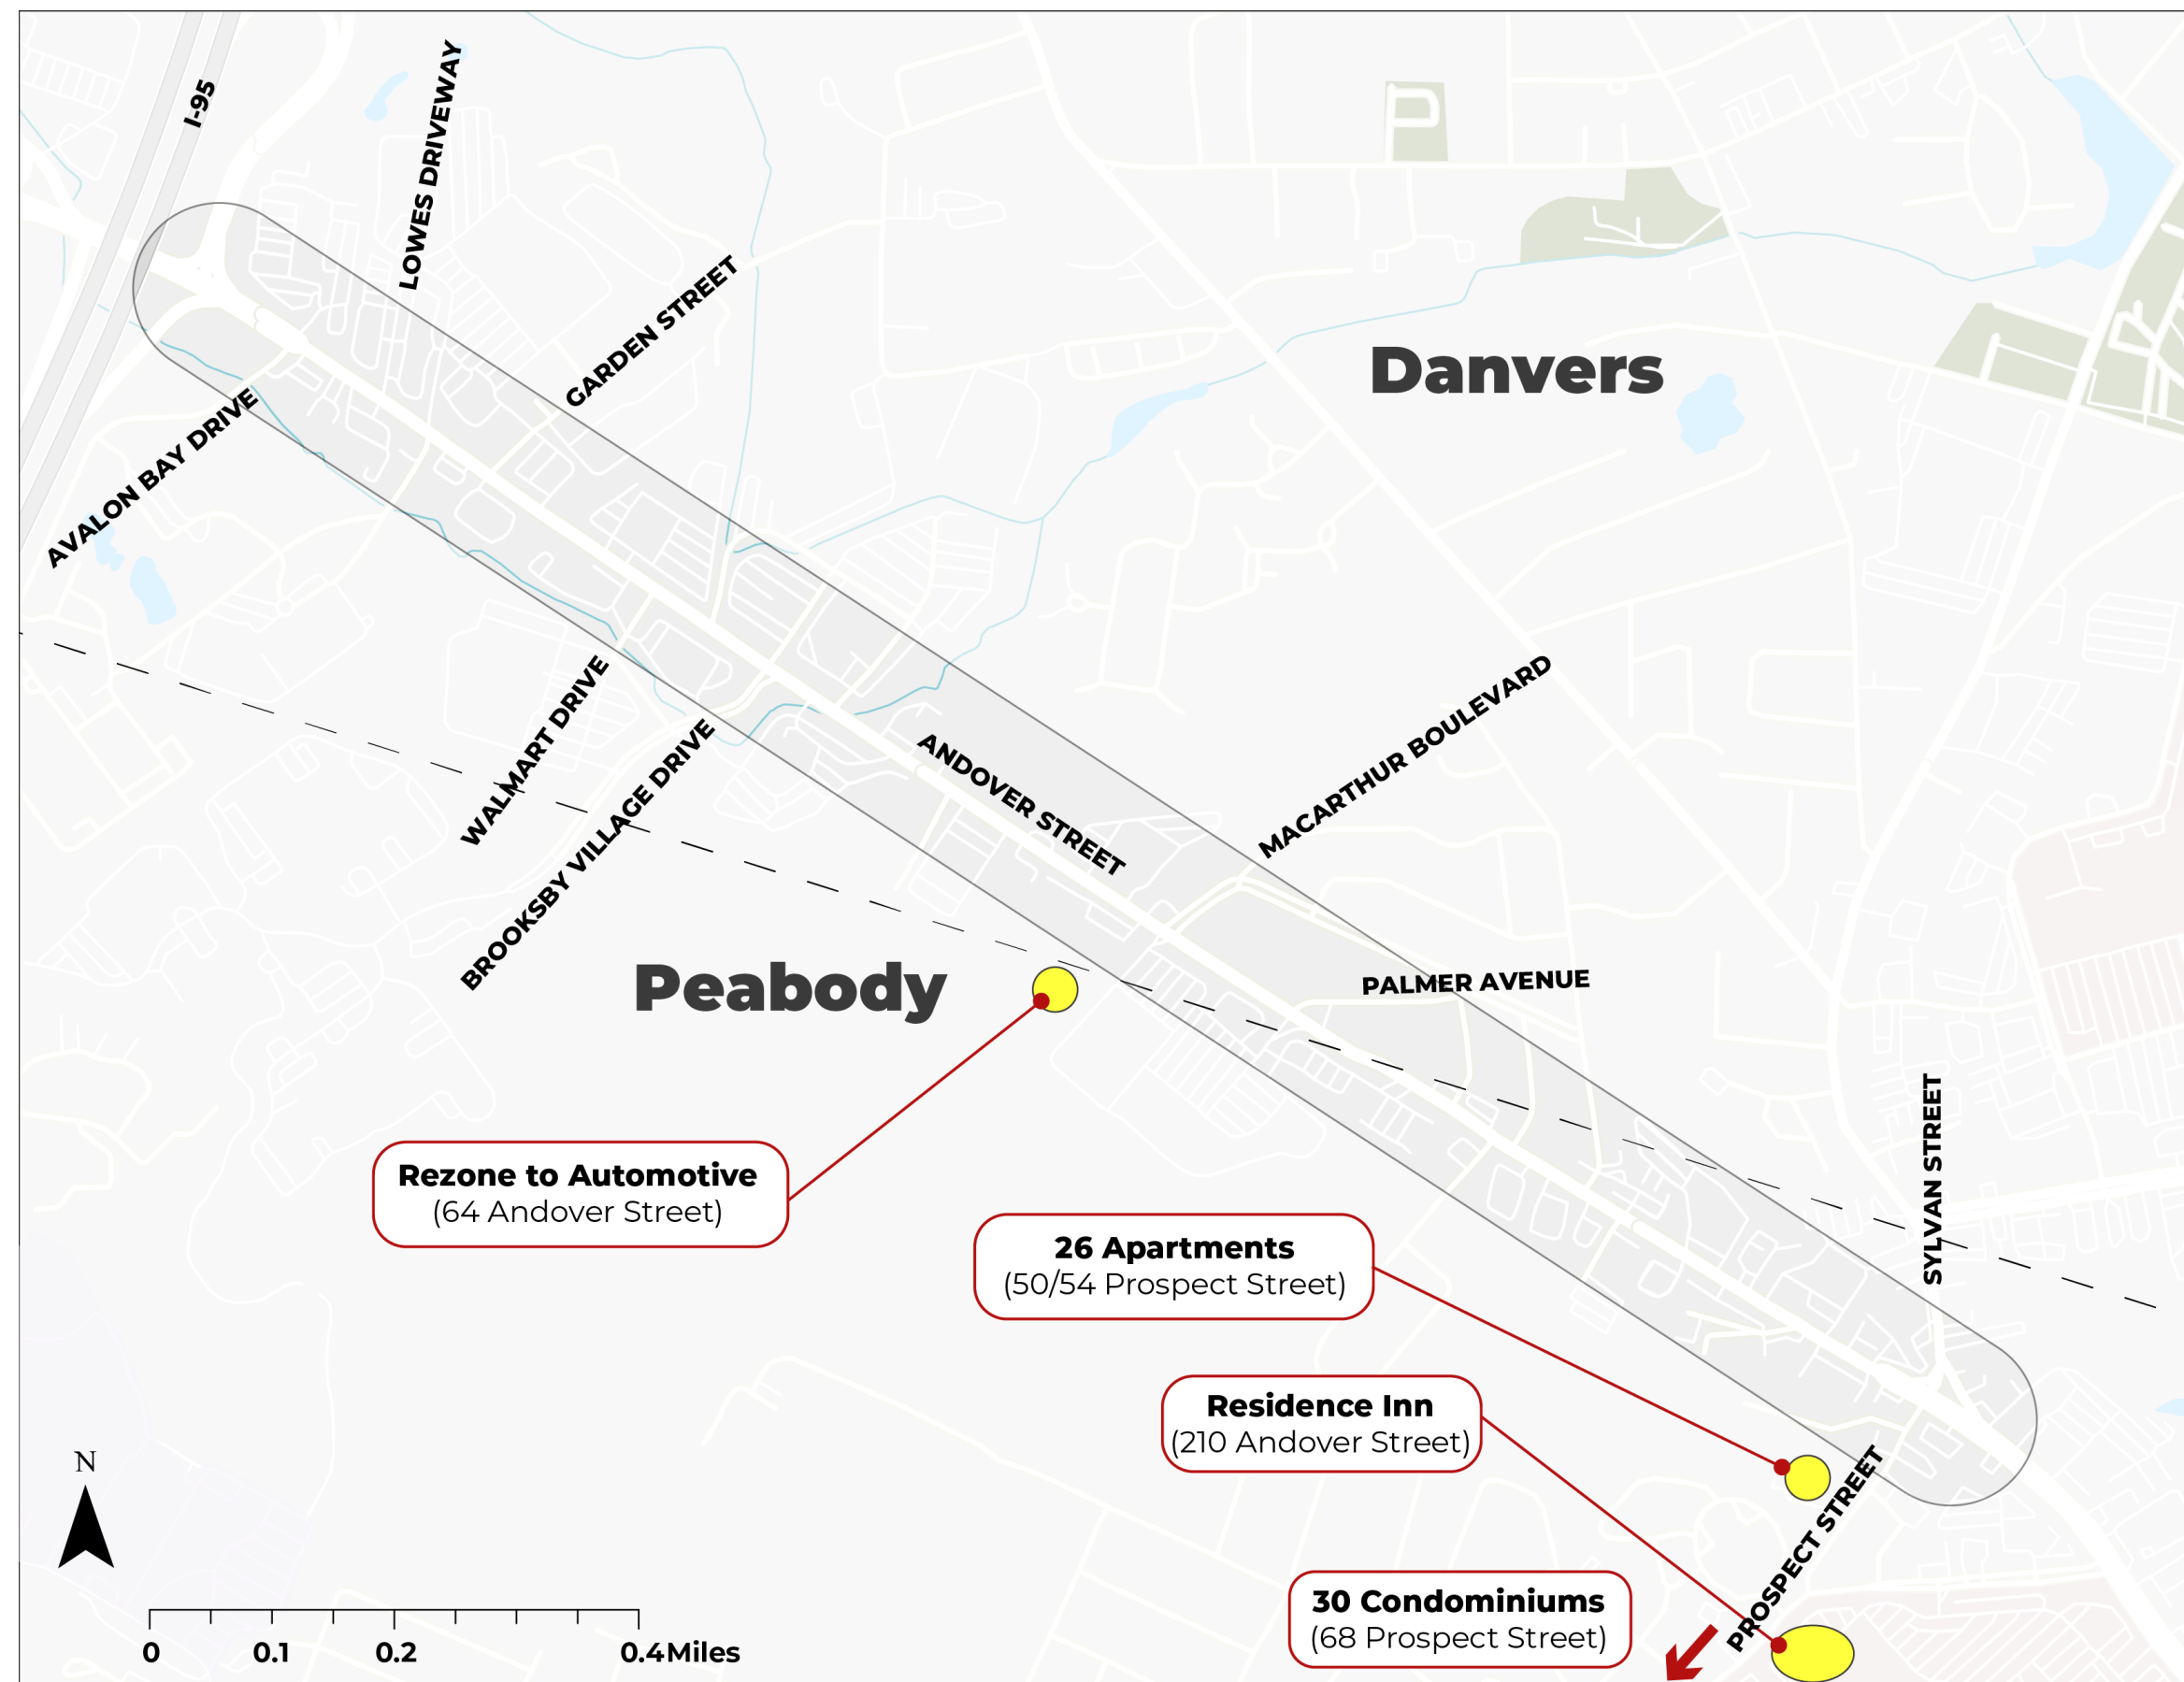 I-95
LOWES DRIVEWAY
GARDEN STREET
Danvers
AVALON BAY DRIVE
WALMART DRIVE
BROOKSBY VILLAGE DRIVE
ANDOVER STREET
MACARTHUR BOULEVARD
Peabody
PALMER AVENUE
SYLVAN STREET
Rezone to Automotive
(64 Andover Street)
26 Apartments
(50/54 Prospect Street)
Residence Inn
(210 Andover Street)
PROSPECT STREET
30 Condominiums
(68 Prospect Street)
N
0 0.1 0.2 0.4 Miles